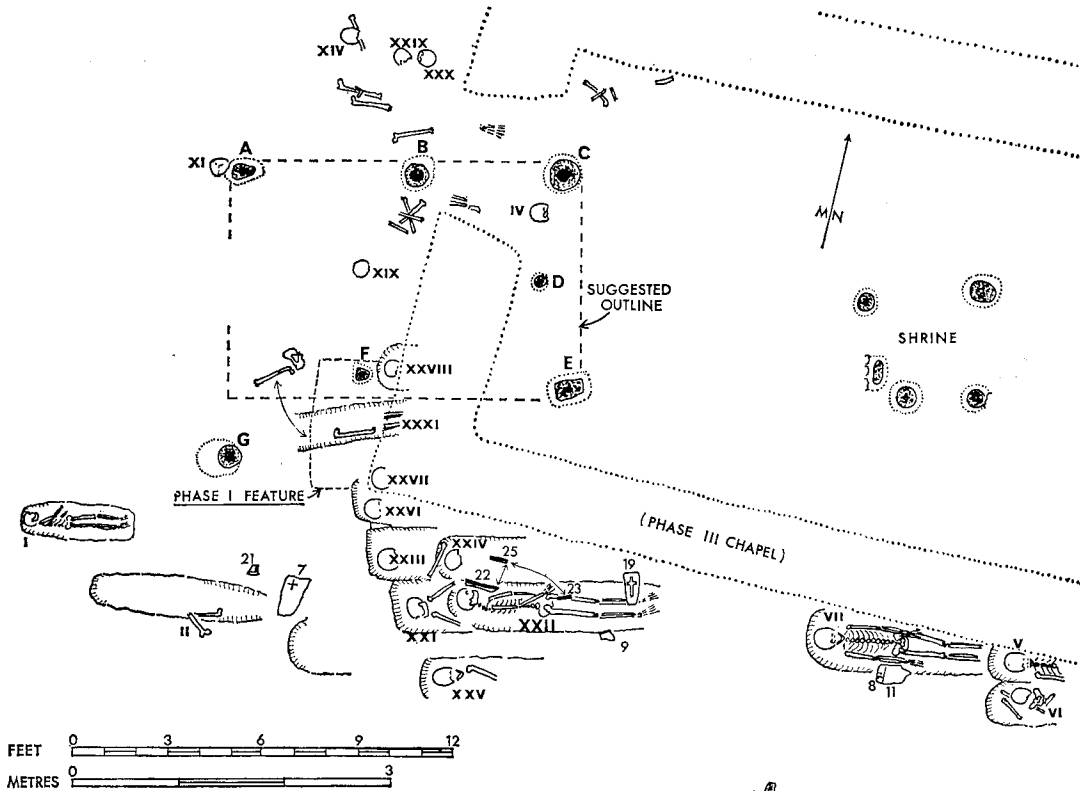 XIV
XXIX
XXX
XI
A
B
C
IV
MN
XIX
D
SUGGESTED
OUTLINE
SHRINE
F
XXVIII
E
XXXI
G
PHASE I FEATURE
XXVII
XXVI
(PHASE III CHAPEL)
I
XXIII
XXIV
25
21
7
22
23
19
II
XXI
XXII
9
VII
V
XXV
8
11
VI
FEET
0 3 6 9 12
METRES
0 3